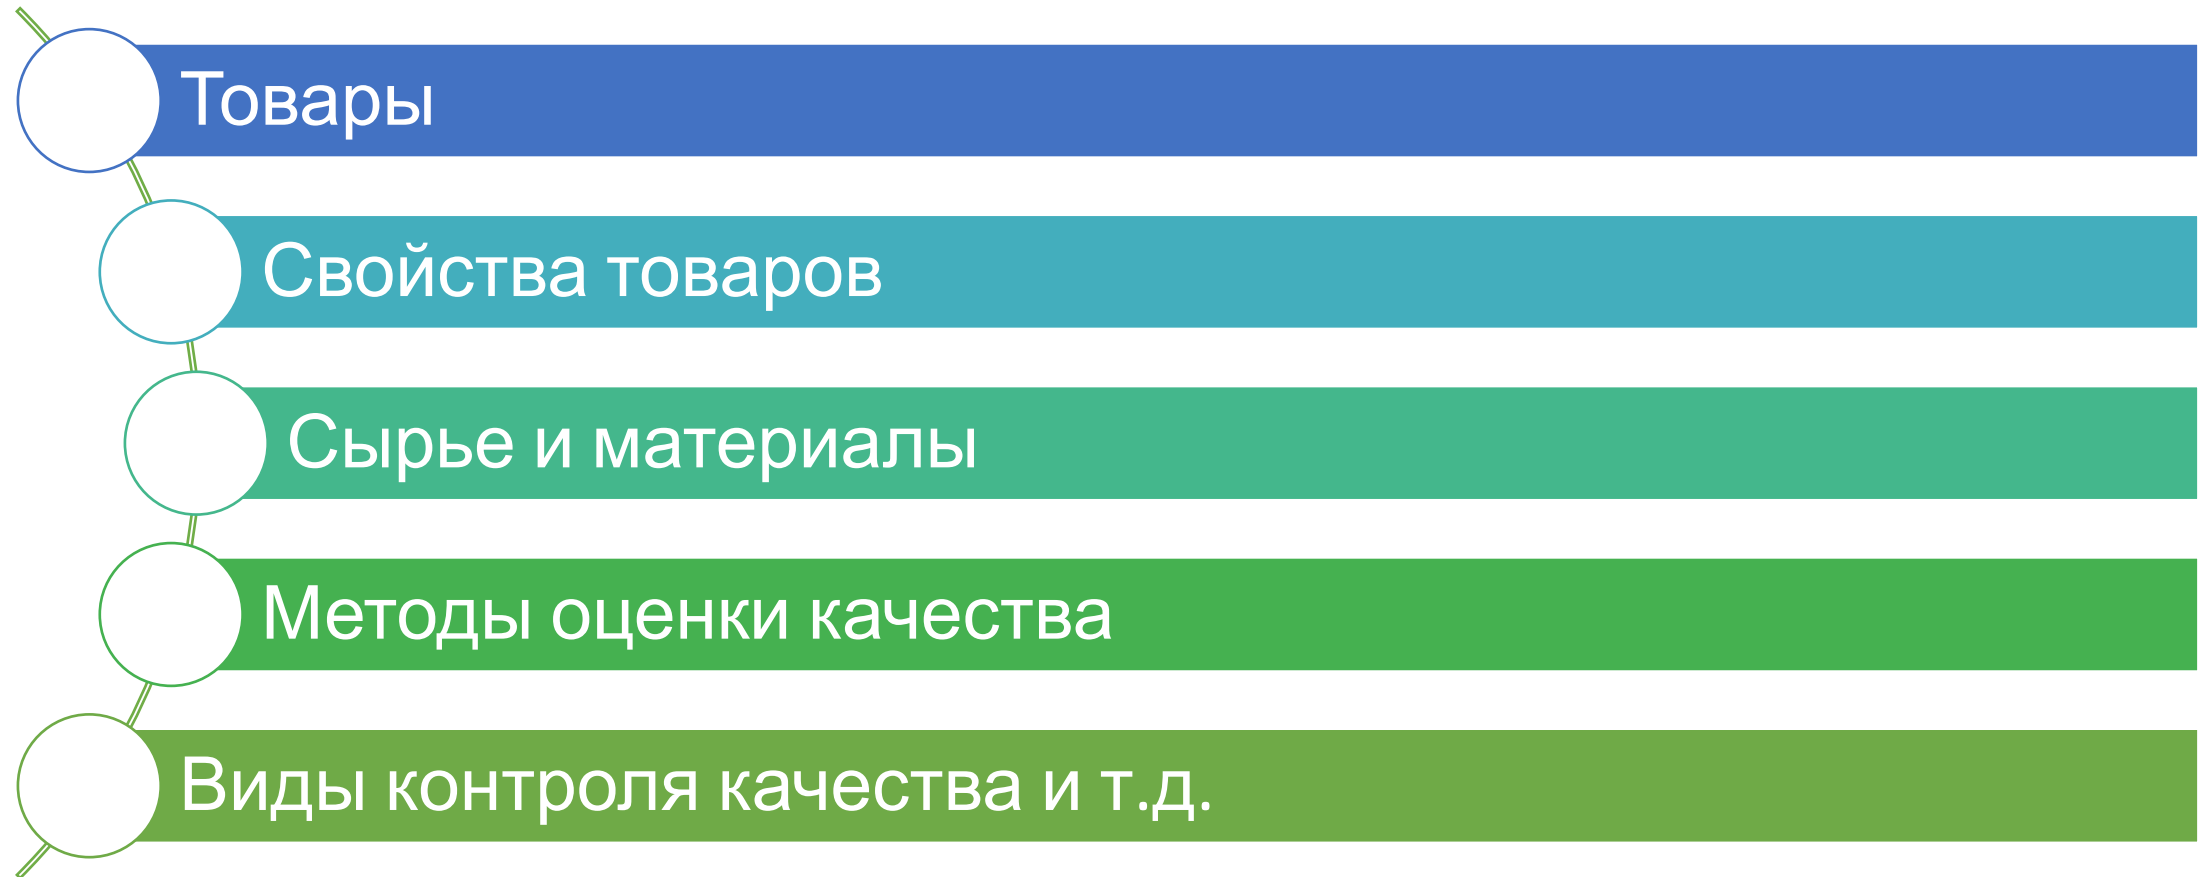 Товары
Свойства товаров
Сырье и материалы
Методы оценки качества
Виды контроля качества и т.д.